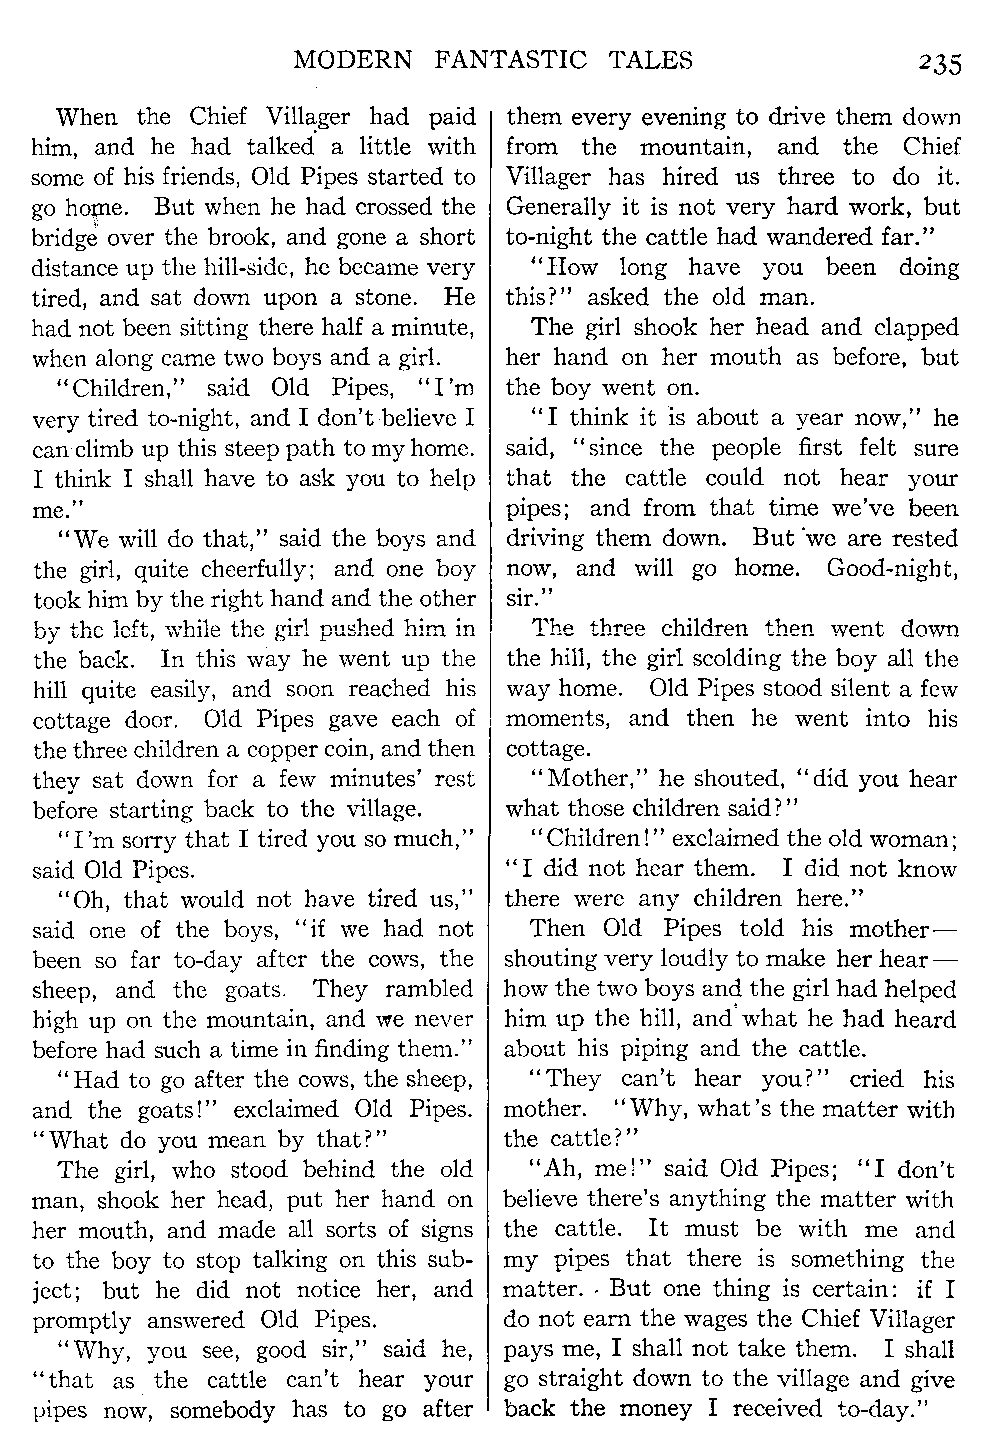 MODERN FANTASTIC TALES 235
When the Chief Villager had paid
him, and he had talked a little with
some of his friends, Old Pipes started to
go home. But when he had crossed the
bridge over the brook, and gone a short
distance up the hill-side, he became very
tired, and sat down upon a stone. He
had not been sitting there half a minute,
when along came two boys and a girl.
"Children," said Old Pipes, "I'm
very tired to-night, and I don't believe I
can climb up this steep path to my home.
I think I shall have to ask you to help
me."
"We will do that," said the boys and
the girl, quite cheerfully; and one boy
took him by the right hand and the other
by the left, while the girl pushed him in
the back. In this way he went up the
hill quite easily, and soon reached his
cottage door. Old Pipes gave each of
the three children a copper coin, and then
they sat down for a few minutes' rest
before starting back to the village.
"I'm sorry that I tired you so much,"
said Old Pipes.
"Oh, that would not have tired us,"
said one of the boys, "if we had not
been so far to-day after the cows, the
sheep, and the goats. They rambled
high up on the mountain, and we never
before had such a time in finding them."
"Had to go after the cows, the sheep,
and the goats!" exclaimed Old Pipes.
"What do you mean by that?"
The girl, who stood behind the old
man, shook her head, put her hand on
her mouth, and made all sorts of signs
to the boy to stop talking on this sub-
ject; but he did not notice her, and
promptly answered Old Pipes.
"Why, you see, good sir," said he,
"that as the cattle can't hear your
pipes now, somebody has to go after
them every evening to drive them down
from the mountain, and the Chief
Villager has hired us three to do it.
Generally it is not very hard work, but
to-night the cattle had wandered far."
"How long have you been doing
this?" asked the old man.
The girl shook her head and clapped
her hand on her mouth as before, but
the boy went on.
"I think it is about a year now," he
said, "since the people first felt sure
that the cattle could not hear your
pipes; and from that time we've been
driving them down. But we are rested
now, and will go home. Good-night,
sir."
The three children then went down
the hill, the girl scolding the boy all the
way home. Old Pipes stood silent a few
moments, and then he went into his
cottage.
"Mother," he shouted, "did you hear
what those children said?"
"Children!" exclaimed the old woman;
"I did not hear them. I did not know
there were any children here."
Then Old Pipes told his mother—
shouting very loudly to make her hear—
how the two boys and the girl had helped
him up the hill, and what he had heard
about his piping and the cattle.
"They can't hear you?" cried his
mother. "Why, what's the matter with
the cattle?"
"Ah, me!" said Old Pipes; "I don't
believe there's anything the matter with
the cattle. It must be with me and
my pipes that there is something the
matter. But one thing is certain: if I
do not earn the wages the Chief Villager
pays me, I shall not take them. I shall
go straight down to the village and give
back the money I received to-day."